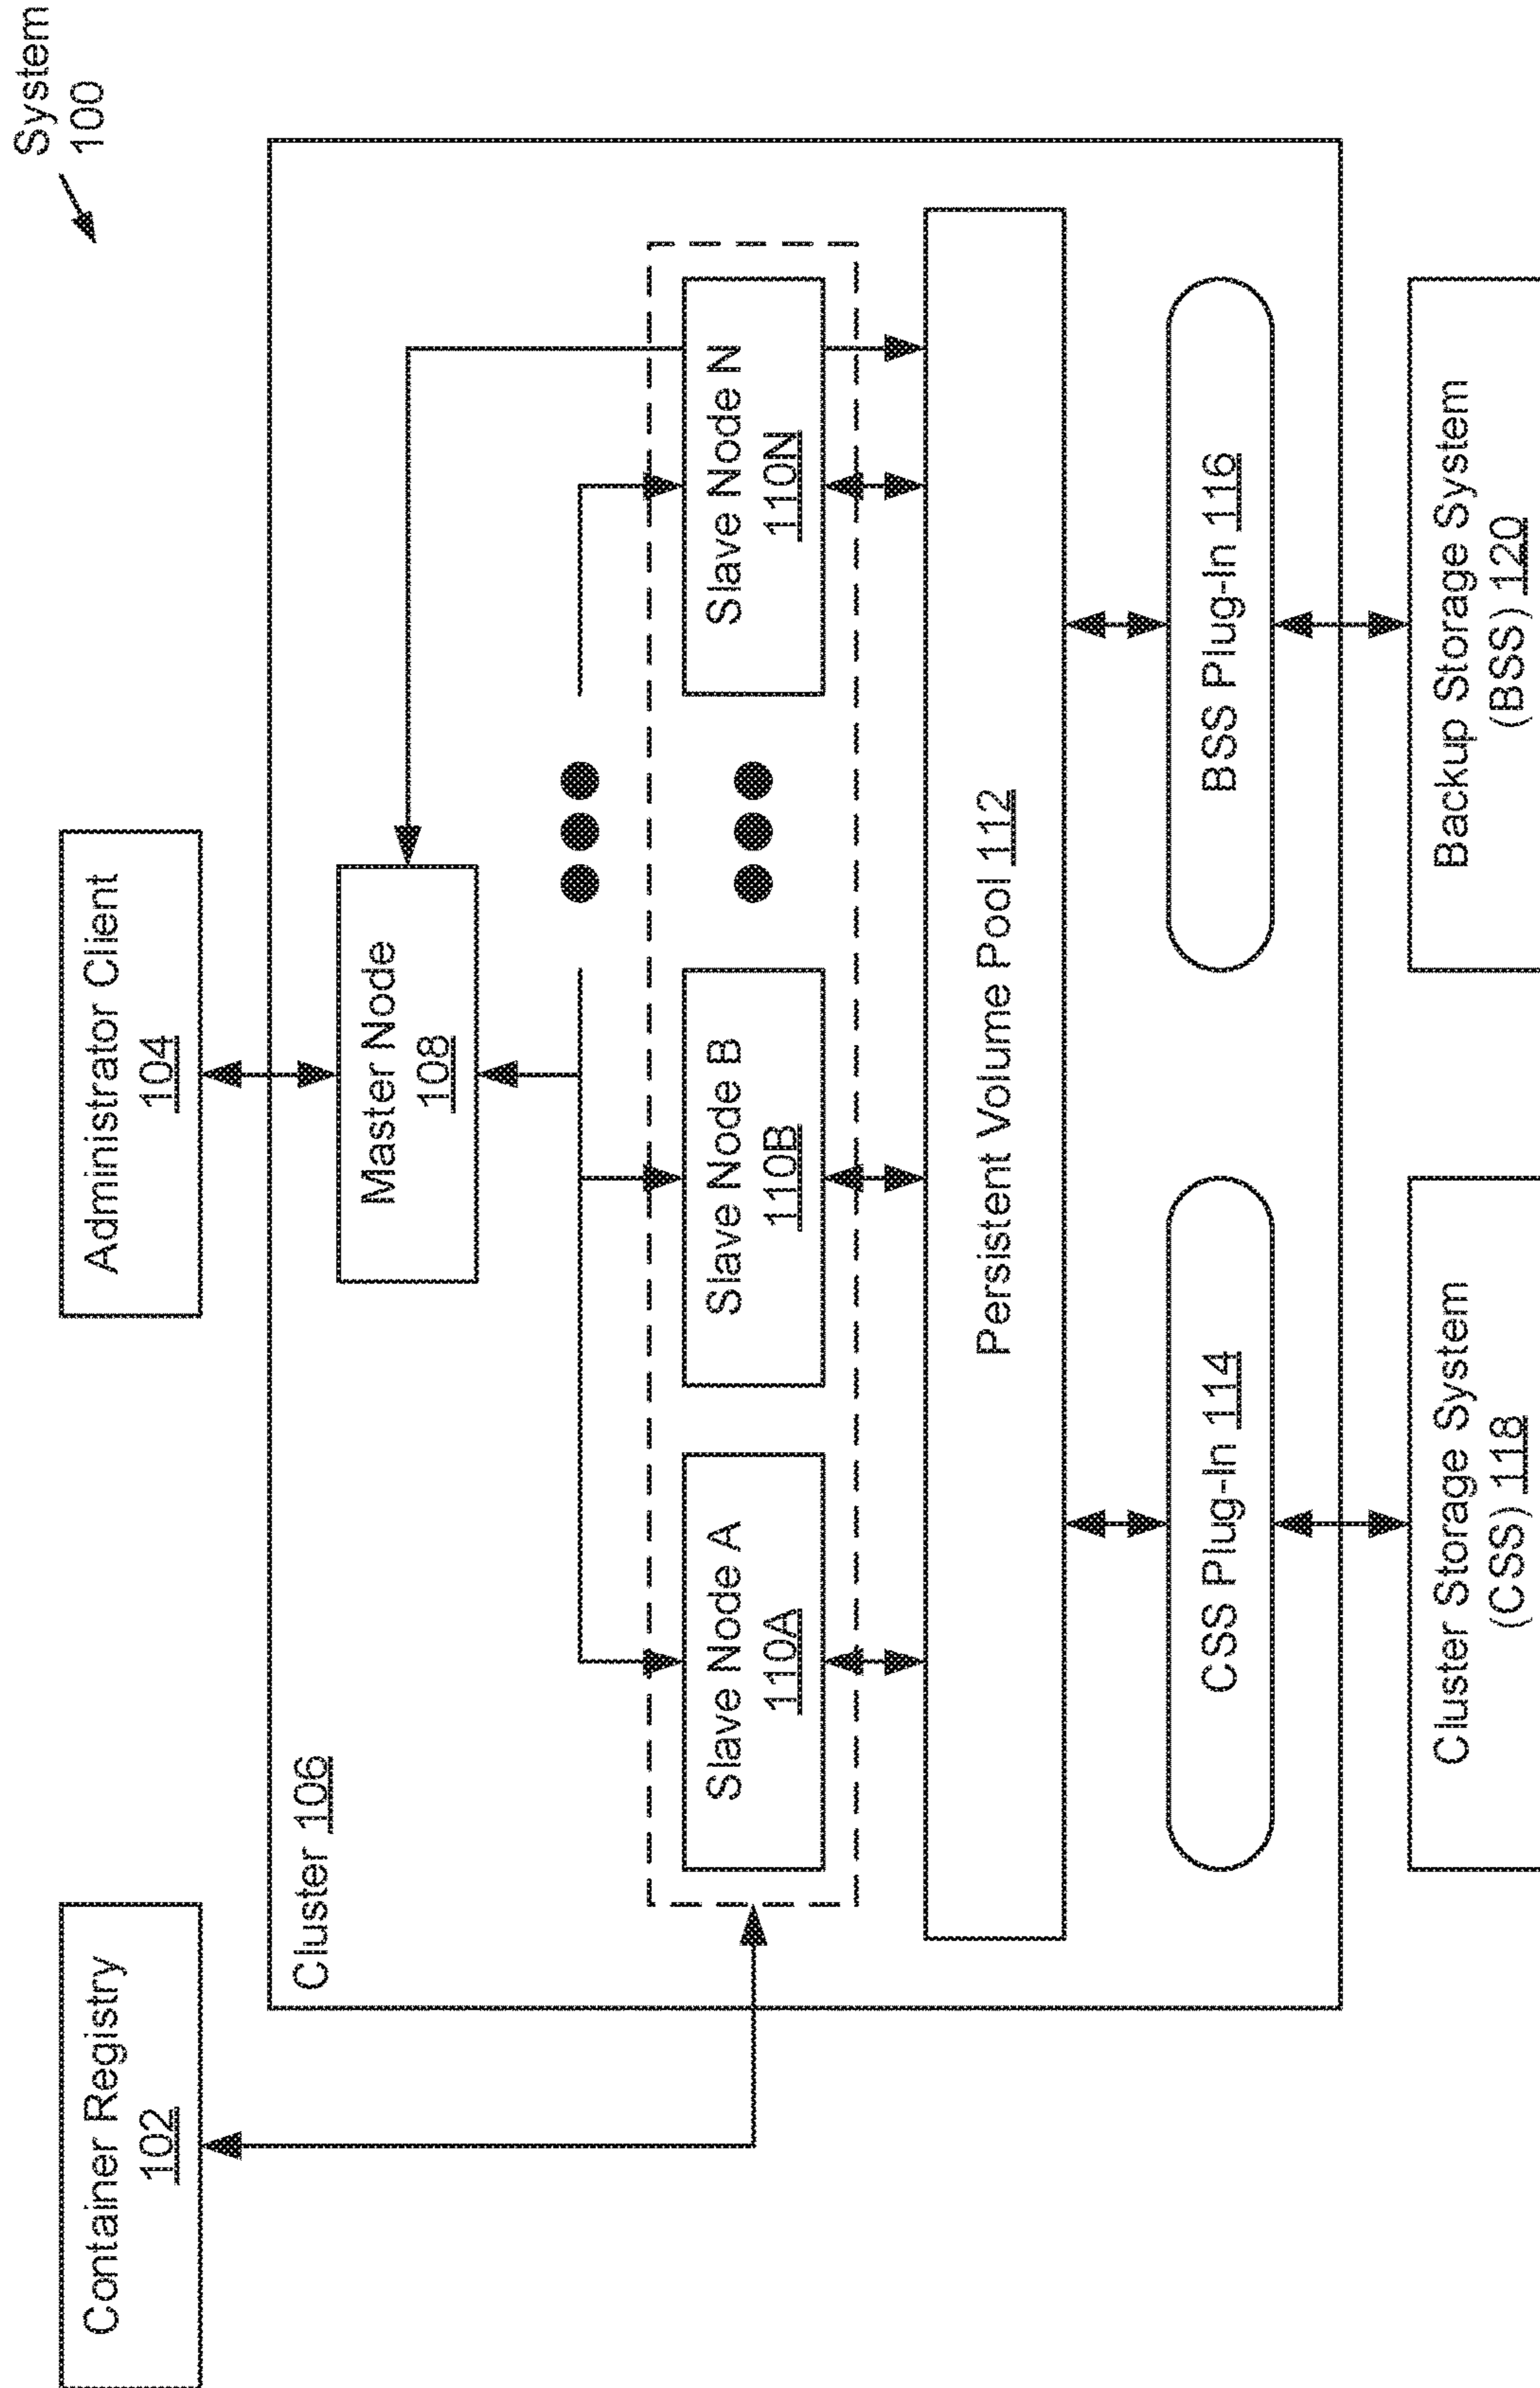 System
100
Container Registry
102
Administrator Client
104
Cluster 106
Master Node
108
Slave Node A
110A
Slave Node B
110B
Slave Node N
110N
Persistent Volume Pool 112
CSS Plug-In 114
BSS Plug-In 116
Cluster Storage System
(CSS) 118
Backup Storage System
(BSS) 120